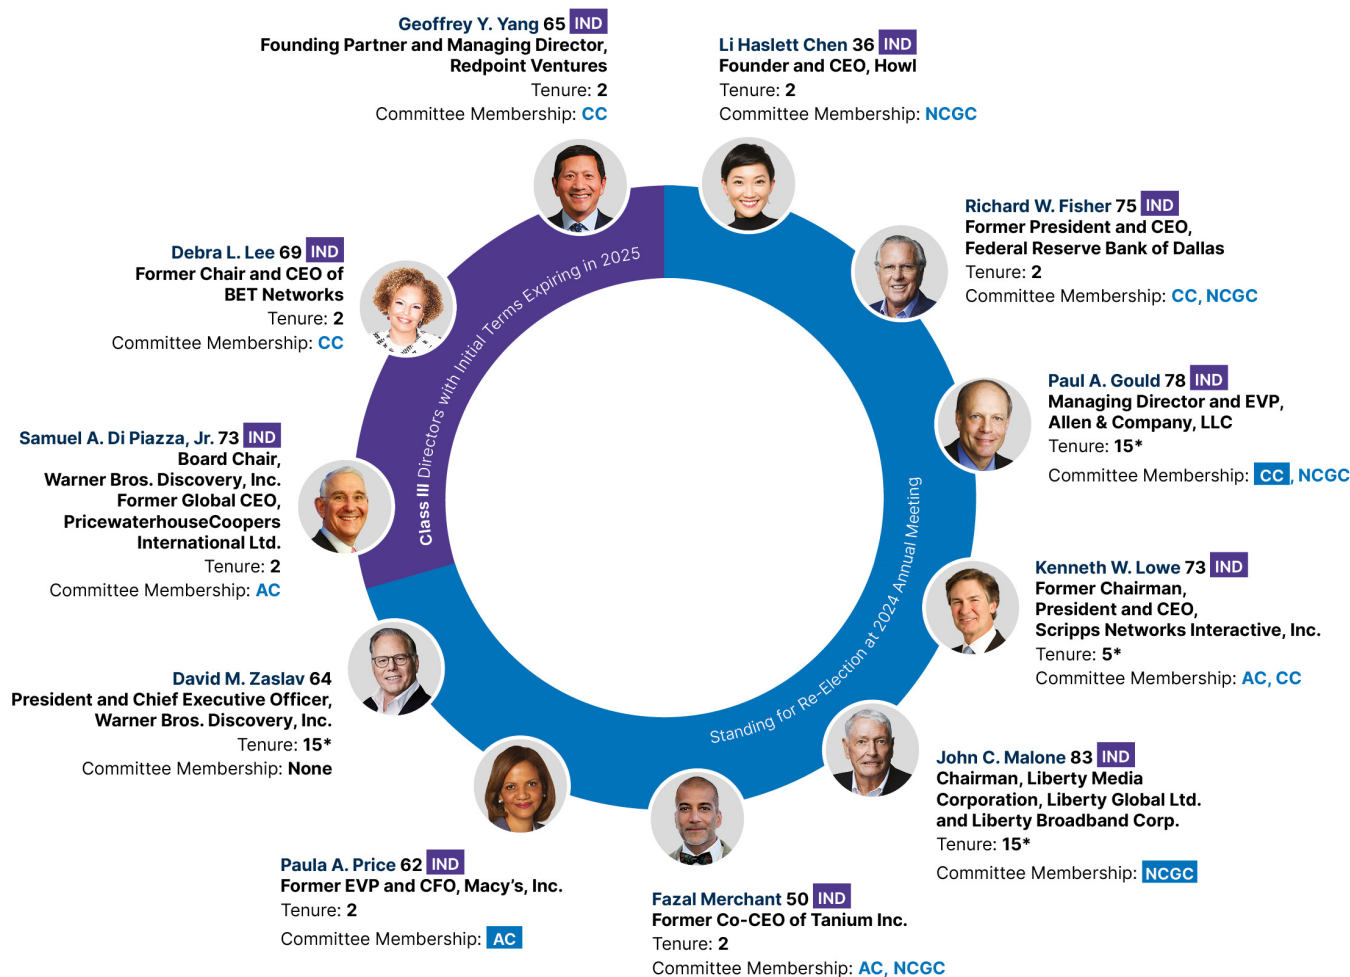 Geoffrey Y. Yang 65 IND
Founding Partner and Managing Director,
Redpoint Ventures
Tenure: 2
Committee Membership: CC
Li Haslett Chen 36 IND
Founder and CEO, Howl
Tenure: 2
Committee Membership: NCGC
Richard W. Fisher 75 IND
Former President and CEO,
Federal Reserve Bank of Dallas
Tenure: 2
Committee Membership: CC, NCGC
Paul A. Gould 78 IND
Managing Director and EVP,
Allen & Company, LLC
Tenure: 15*
Committee Membership: CC, NCGC
Kenneth W. Lowe 73 IND
Former Chairman,
President and CEO,
Scripps Networks Interactive, Inc.
Tenure: 5*
Committee Membership: AC, CC
John C. Malone 83 IND
Chairman, Liberty Media
Corporation, Liberty Global Ltd.
and Liberty Broadband Corp.
Tenure: 15*
Committee Membership: NCGC
Fazal Merchant 50 IND
Former Co-CEO of Tanium Inc.
Tenure: 2
Committee Membership: AC, NCGC
Paula A. Price 62 IND
Former EVP and CFO, Macy's, Inc.
Tenure: 2
Committee Membership: AC
David M. Zaslav 64
President and Chief Executive Officer,
Warner Bros. Discovery, Inc.
Tenure: 15*
Committee Membership: None
Samuel A. Di Piazza, Jr. 73 IND
Board Chair,
Warner Bros. Discovery, Inc.
Former Global CEO,
PricewaterhouseCoopers
International Ltd.
Tenure: 2
Committee Membership: AC
Debra L. Lee 69 IND
Former Chair and CEO of
BET Networks
Tenure: 2
Committee Membership: CC
Class III Directors with Initial Terms Expiring in 2025
Standing for Re-Election at 2024 Annual Meeting